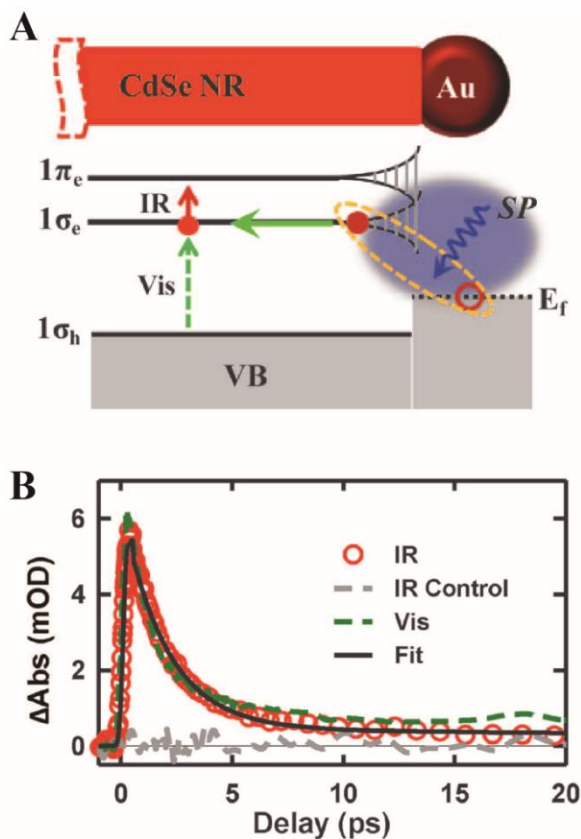 A
CdSe NR
Au
1πe
IR
SP
1σe
Vis
Ef
1σh
VB
B
6
4
2
0
ΔAbs (mOD)
IR
IR Control
Vis
Fit
0 5 10 15 20
Delay (ps)